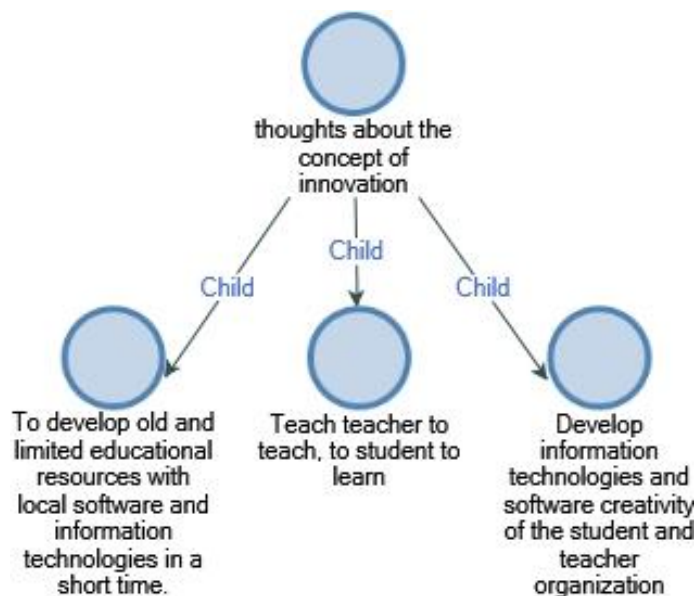 thoughts about the
concept of
innovation
Child
Child
Child
To develop old and
limited educational
resources with
local software and
information
technologies in a
short time.
Teach teacher to
teach, to student to
learn
Develop
information
technologies and
software creativity
of the student and
teacher
organization